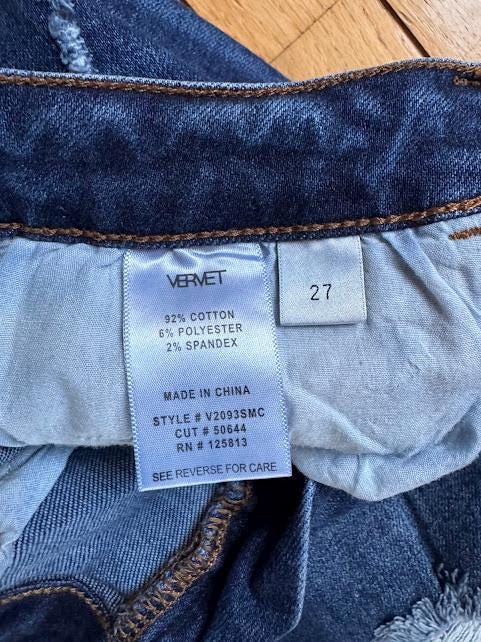 VERVET
92% COTTON
6% POLYESTER
2% SPANDEX
MADE IN CHINA
STYLE # V2093SMC
CUT # 50644
RN # 125813
SEE REVERSE FOR CARE
27